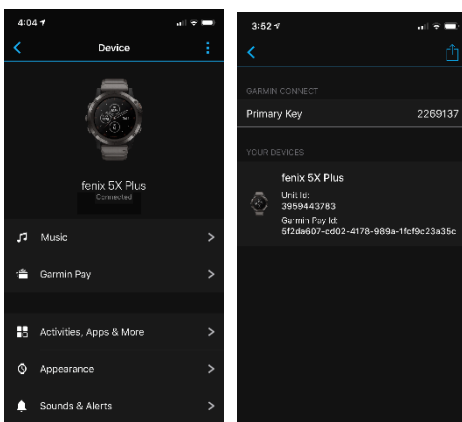 4:04
Device
fenix 5X Plus
Connected
Music
Garmin Pay
Activities, Apps & More
Appearance
Sounds & Alerts
3:52
GARMIN CONNECT
Primary Key 2269137
YOUR DEVICES
fenix 5X Plus
Unit Id:
3959443783
Garmin Pay Id:
5f2da607-cd02-4178-989a-1fcf9c23a35c